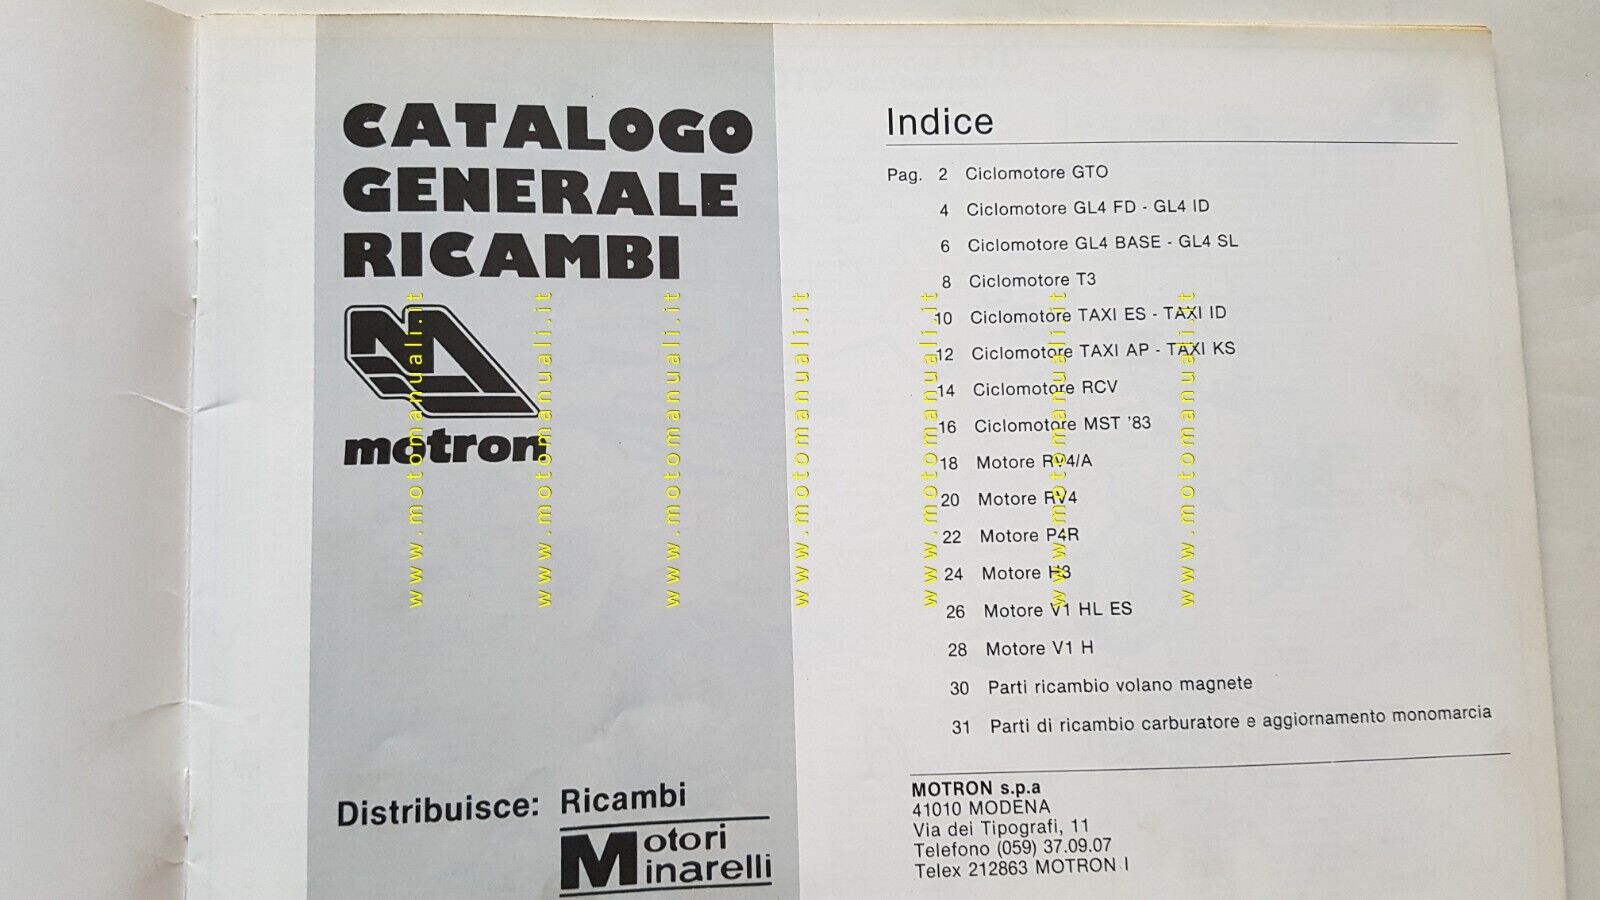 CATALOGO
GENERALE
RICAMBI
motron
Distribuisce: Ricambi
Motori
Minarelli
Indice
Pag. 2 Ciclomotore GTO
4 Ciclomotore GL4 FD - GL4 ID
6 Ciclomotore GL4 BASE - GL4 SL
8 Ciclomotore T3
10 Ciclomotore TAXI ES - TAXI ID
12 Ciclomotore TAXI AP - TAXI KS
14 Ciclomotore RCV
16 Ciclomotore MST '83
18 Motore RV4/A
20 Motore RV4
22 Motore P4R
24 Motore H3
26 Motore V1 HL ES
28 Motore V1 H
30 Parti ricambio volano magnete
31 Parti di ricambio carburatore e aggiornamento monomarcia
MOTRON s.p.a
41010 MODENA
Via dei Tipografi, 11
Telefono (059) 37.09.07
Telex 212863 MOTRON I
www.motomanuali.it
www.motomanuali.it
www.motomanuali.it
www.motomanuali.it
www.motomanuali.it
www.motomanuali.it
www.motomanuali.it